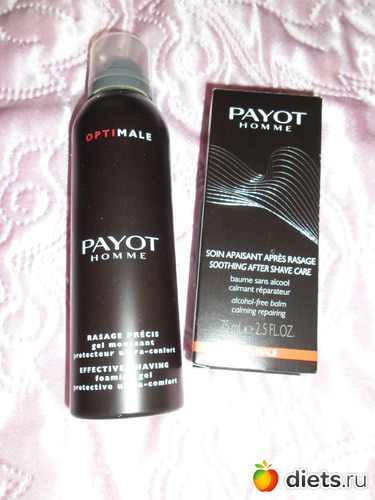 OPTIMALE
PAYOT
HOMME
RASAGE PRÉCIS
gel moussant
protecteur ultra-confort
EFFECTIVE SHAVING
foaming gel
protective ultra-comfort
PAYOT
HOMME
SOIN APAISANT APRÈS RASAGE
SOOTHING AFTER SHAVE CARE
baume sans alcool
calmant réparateur
alcohol-free balm
calming repairing
75 mL ℮ 2.5 FL.OZ.
diets.ru